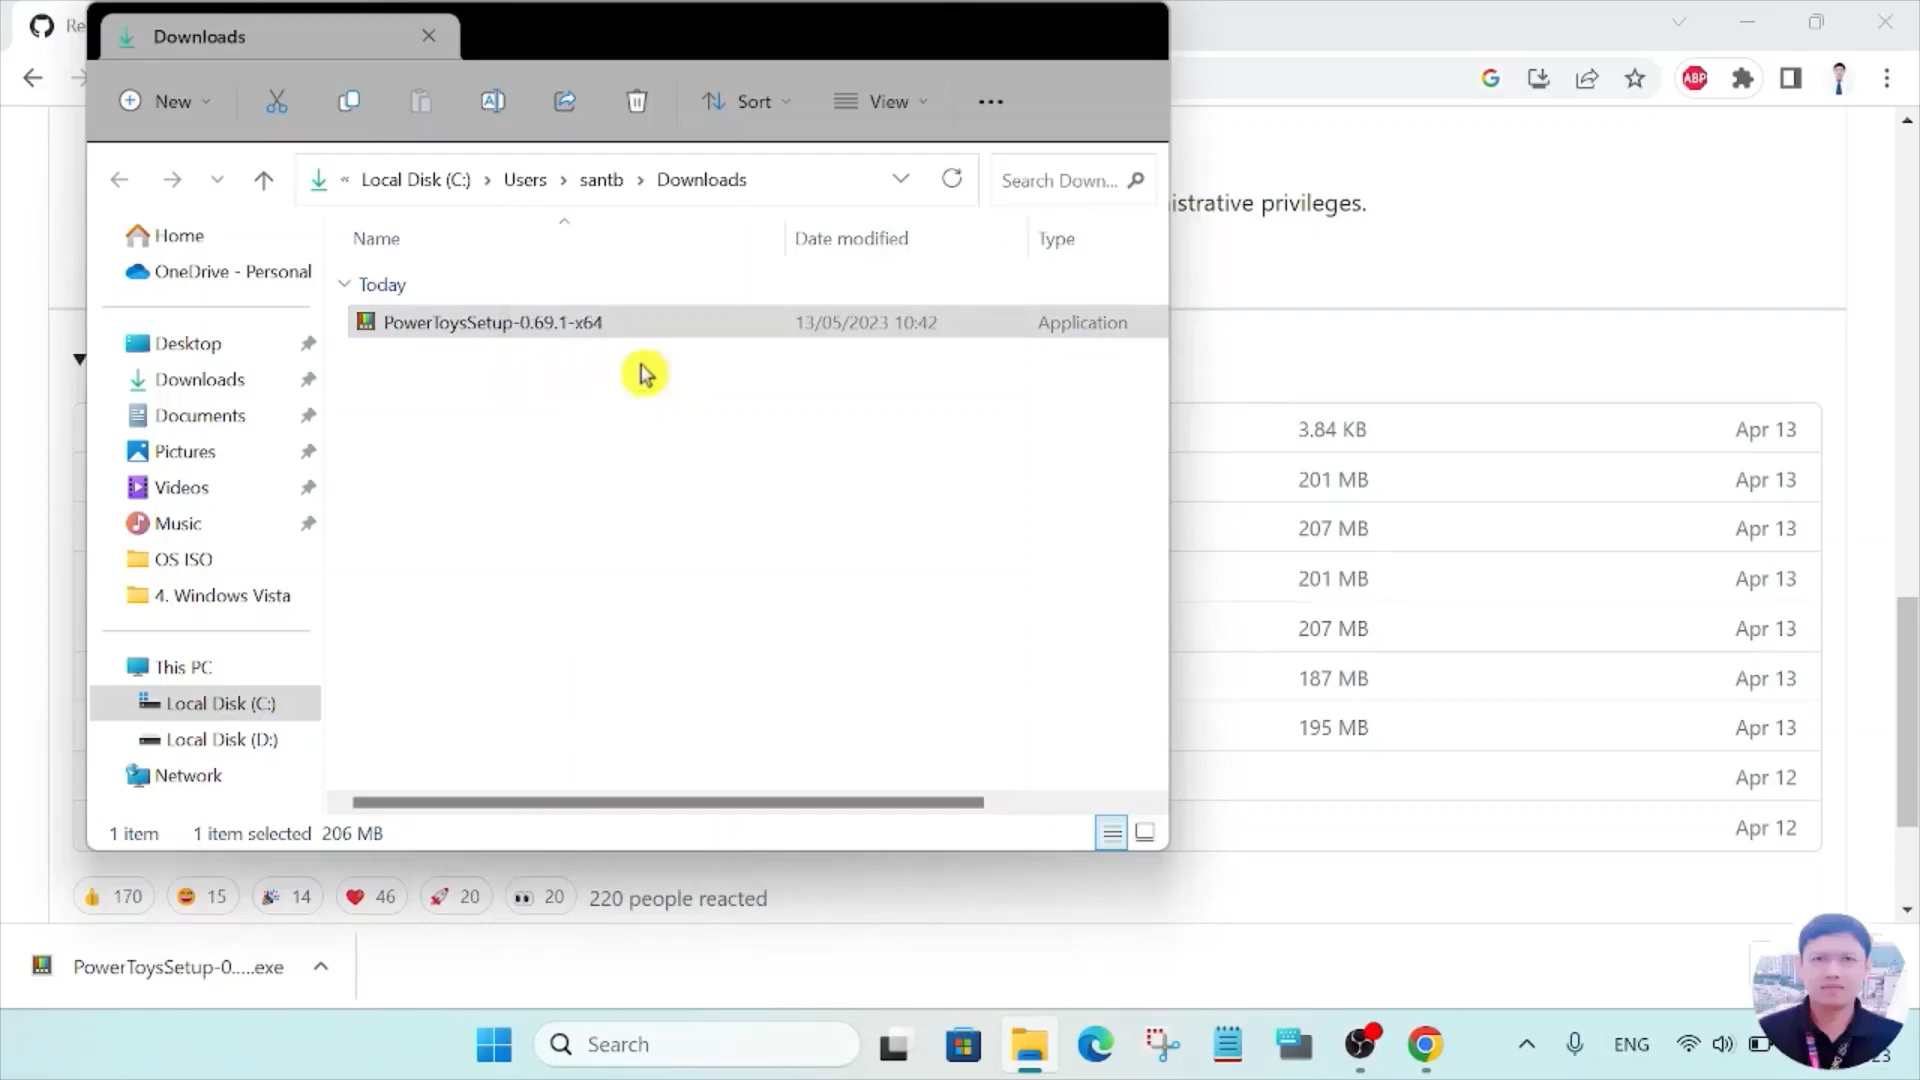 Re
Downloads
New
Sort
View
Local Disk (C:) > Users > santb > Downloads
Search Down...
istrative privileges.
Home
OneDrive - Personal
Desktop
Downloads
Documents
Pictures
Videos
Music
OS ISO
4. Windows Vista
This PC
Local Disk (C:)
Local Disk (D:)
Network
Name
Date modified
Type
Today
PowerToysSetup-0.69.1-x64
13/05/2023 10:42
Application
1 item
1 item selected
206 MB
3.84 KB Apr 13
201 MB Apr 13
207 MB Apr 13
201 MB Apr 13
207 MB Apr 13
187 MB Apr 13
195 MB Apr 13
Apr 12
Apr 12
170
15
14
46
20
20
220 people reacted
PowerToysSetup-0.....exe
Search
ENG
ABP